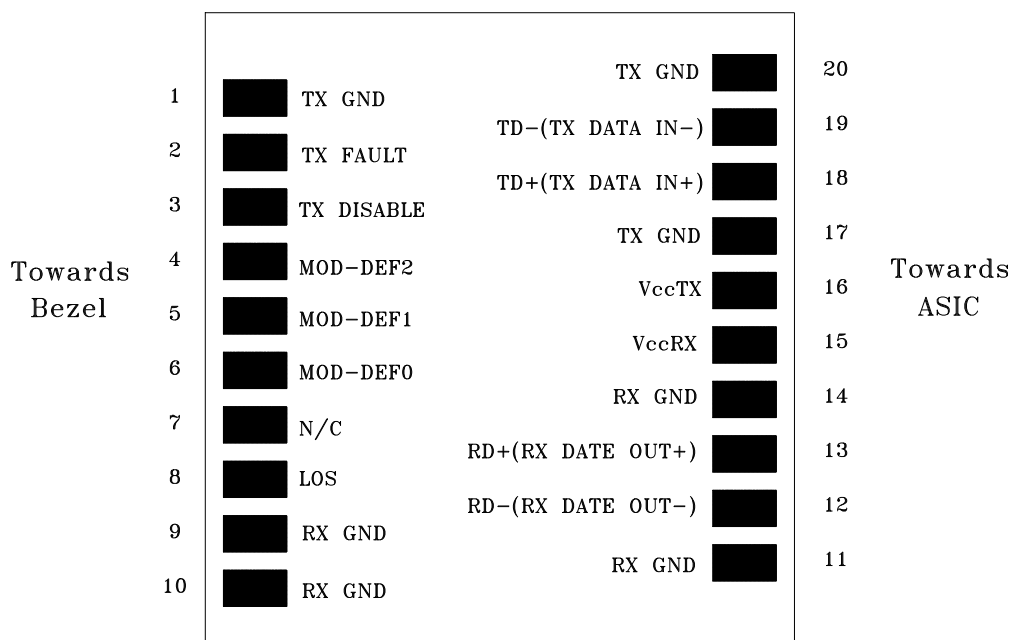 1 TX GND
2 TX FAULT
3 TX DISABLE
4 MOD-DEF2
5 MOD-DEF1
6 MOD-DEF0
7 N/C
8 LOS
9 RX GND
10 RX GND
Towards
Bezel
TX GND 20
TD-(TX DATA IN-) 19
TD+(TX DATA IN+) 18
TX GND 17
VccTX 16
VccRX 15
RX GND 14
RD+(RX DATE OUT+) 13
RD-(RX DATE OUT-) 12
RX GND 11
Towards
ASIC